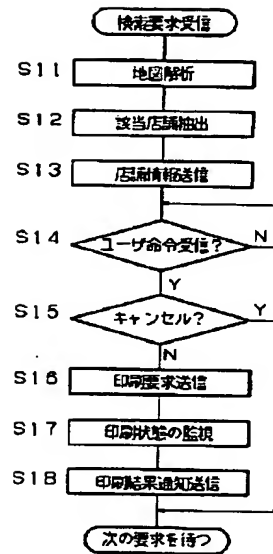 検索要求受信
S11 地図解析
S12 該当店舗抽出
S13 店舗情報送信
S14 ユーザ命令受信? N
Y
S15 キャンセル? Y
N
S16 印刷要求送信
S17 印刷状態の監視
S18 印刷結果通知送信
次の要求を待つ